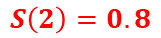 S(2) = 0.8